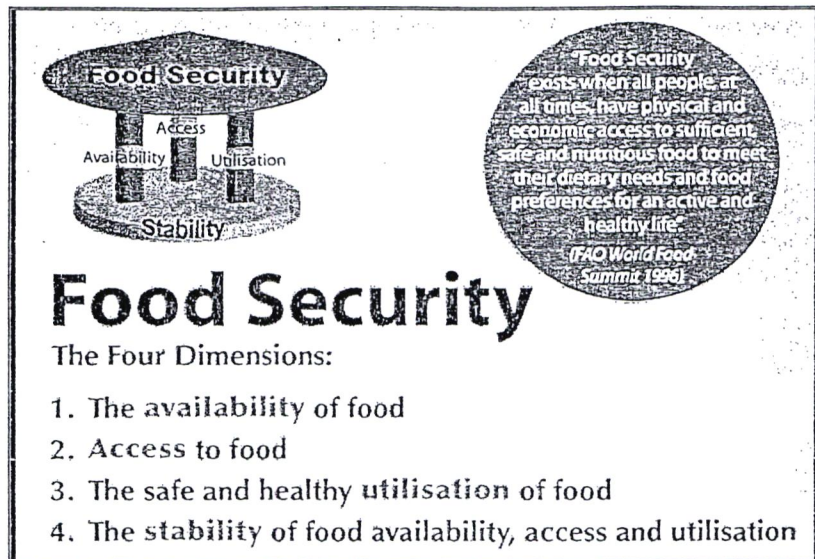 Food Security
Access
Availability
Utilisation
Stability
"Food Security
exists when all people, at
all times, have physical and
economic access to sufficient,
safe and nutritious food to meet
their dietary needs and food
preferences for an active and
healthy life".
(FAO World Food
Summit 1996)
Food Security
The Four Dimensions:
1. The availability of food
2. Access to food
3. The safe and healthy utilisation of food
4. The stability of food availability, access and utilisation